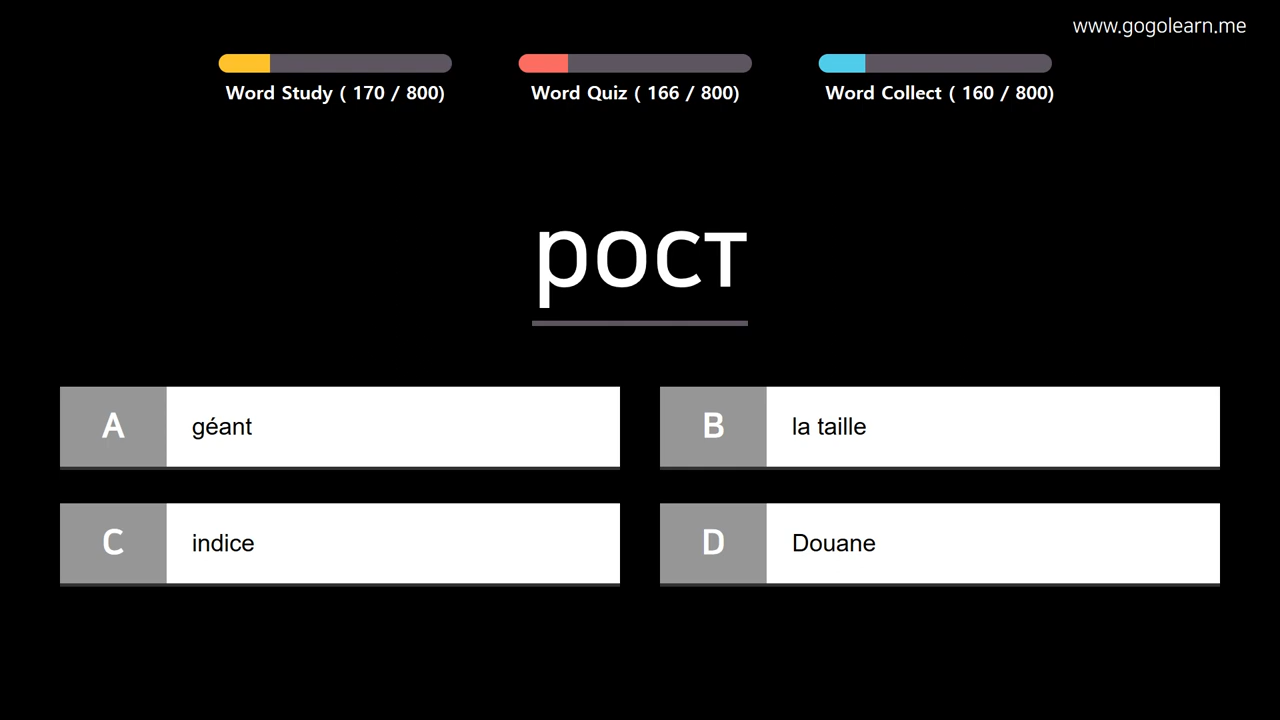 www.gogolearn.me
Word Study ( 170 / 800)
Word Quiz ( 166 / 800)
Word Collect ( 160 / 800)
рост
A géant
B la taille
C indice
D Douane